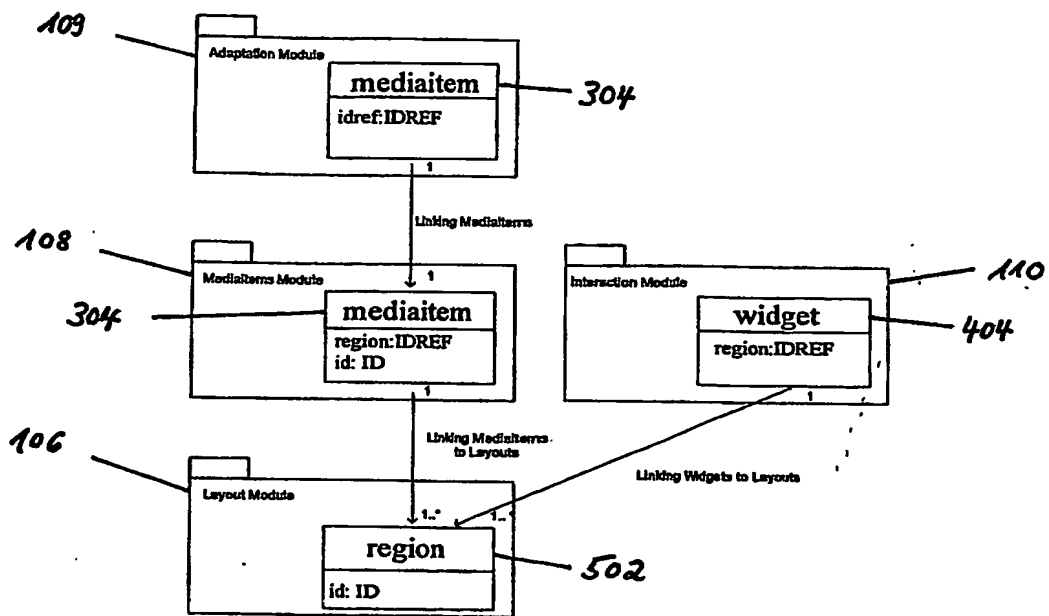 109
Adaptation Module
mediaitem
304
idref:IDREF
1
Linking MediaItems
108
1
110
MediaItems Module
Interaction Module
304
mediaitem
widget
404
region:IDREF
id: ID
region:IDREF
1
1
Linking MediaItems
to Layouts
106
Linking Widgets to Layouts
Layout Module
1..*
1..*
region
502
id: ID